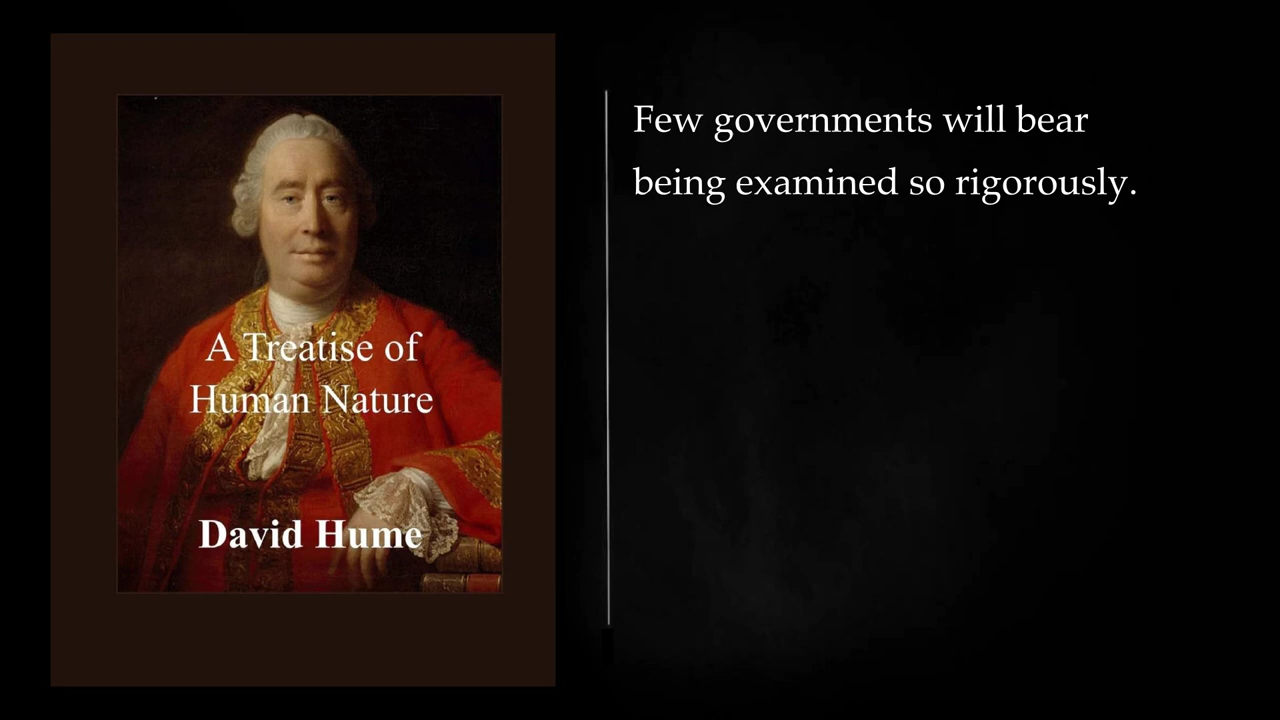 A Treatise of
Human Nature
David Hume
Few governments will bear
being examined so rigorously.